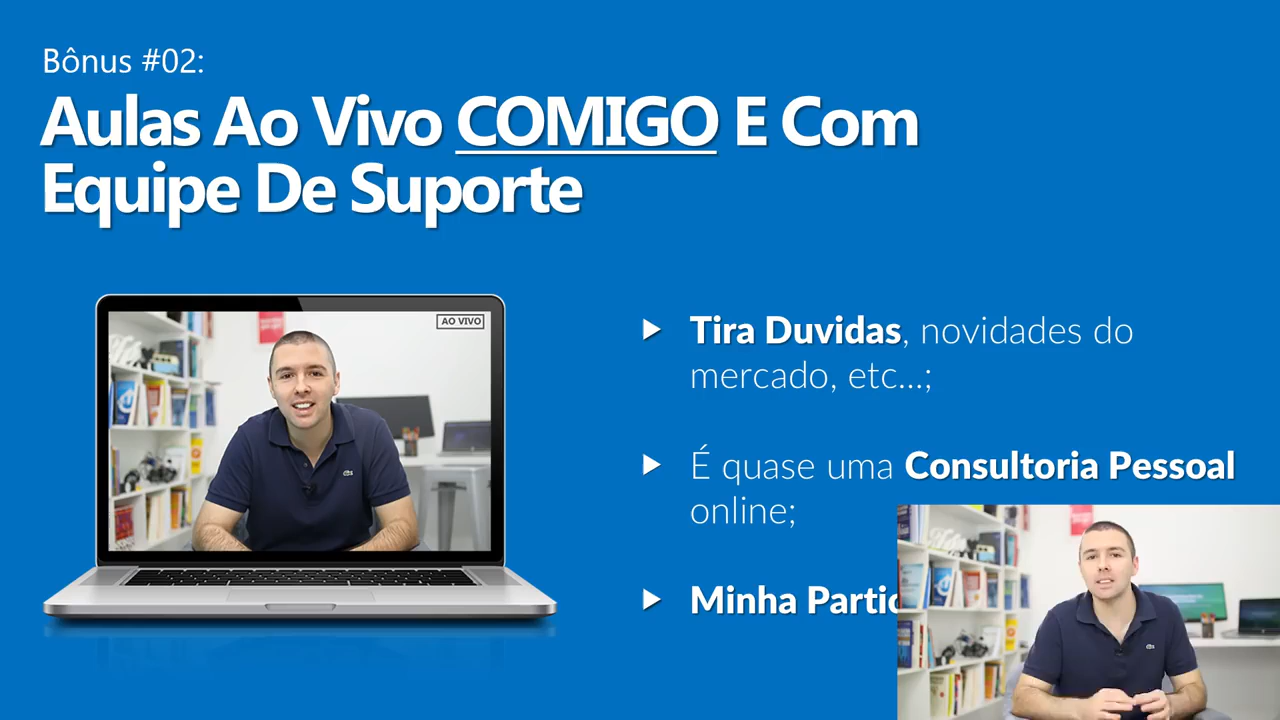 Bônus #02:
Aulas Ao Vivo COMIGO E Com
Equipe De Suporte
AO VIVO
Tira Duvidas, novidades do
mercado, etc...;
É quase uma Consultoria Pessoal
online;
Minha